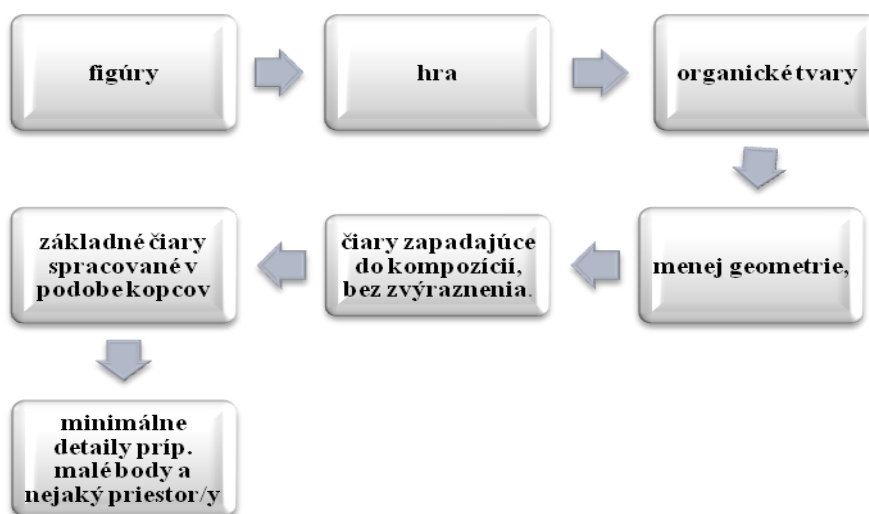 figúry
hra
organické tvary
menej geometrie,
čiary zapadajúce
do kompozícií,
bez zvýraznenia.
základné čiary
spracované v
podobe kopcov
minimálne
detaily príp.
malé body a
nejaký priestor/y